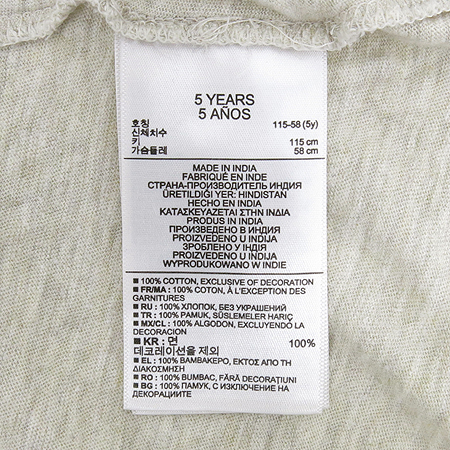 5 YEARS
5 AÑOS
호칭 115-58 (5y)
신체치수
키 115 cm
가슴둘레 58 cm
MADE IN INDIA
FABRIQUÉ EN INDE
СТРАНА-ПРОИЗВОДИТЕЛЬ ИНДИЯ
ÜRETILDIĞI YER: HINDISTAN
HECHO EN INDIA
ΚΑΤΑΣΚΕΥΑΖΕΤΑΙ ΣΤΗΝ ΙΝΔΙΑ
PRODUS IN INDIA
ПРОИЗВЕДЕНО В ИНДИЯ
PROIZVEDENO U INDIJA
ЗРОБЛЕНО У ІНДІЯ
PROIZVEDENO U INDIJI
WYPRODUKOWANO W INDIE
■ 100% COTTON, EXCLUSIVE OF DECORATION
■ FR/MA : 100% COTON, À L'EXCEPTION DES
GARNITURES
■ RU : 100% ХЛОПОК, БЕЗ УКРАШЕНИЙ
■ TR : 100% PAMUK, SÜSLEMELER HARIÇ
■ MX/CL : 100% ALGODON, EXCLUYENDO LA
DECORACION
■ KR : 면 100%
데코레이션을 제외
■ EL : 100% ΒΑΜΒΑΚΕΡΟ, ΕΚΤΟΣ ΑΠΟ ΤΗ
ΔΙΑΚΟΣΜΗΣΗ
■ RO : 100% BUMBAC, FĂRĂ DECORAȚIUNI
■ BG : 100% ПАМУК, С ИЗКЛЮЧЕНИЕ НА
ДЕКОРАЦИИТЕ